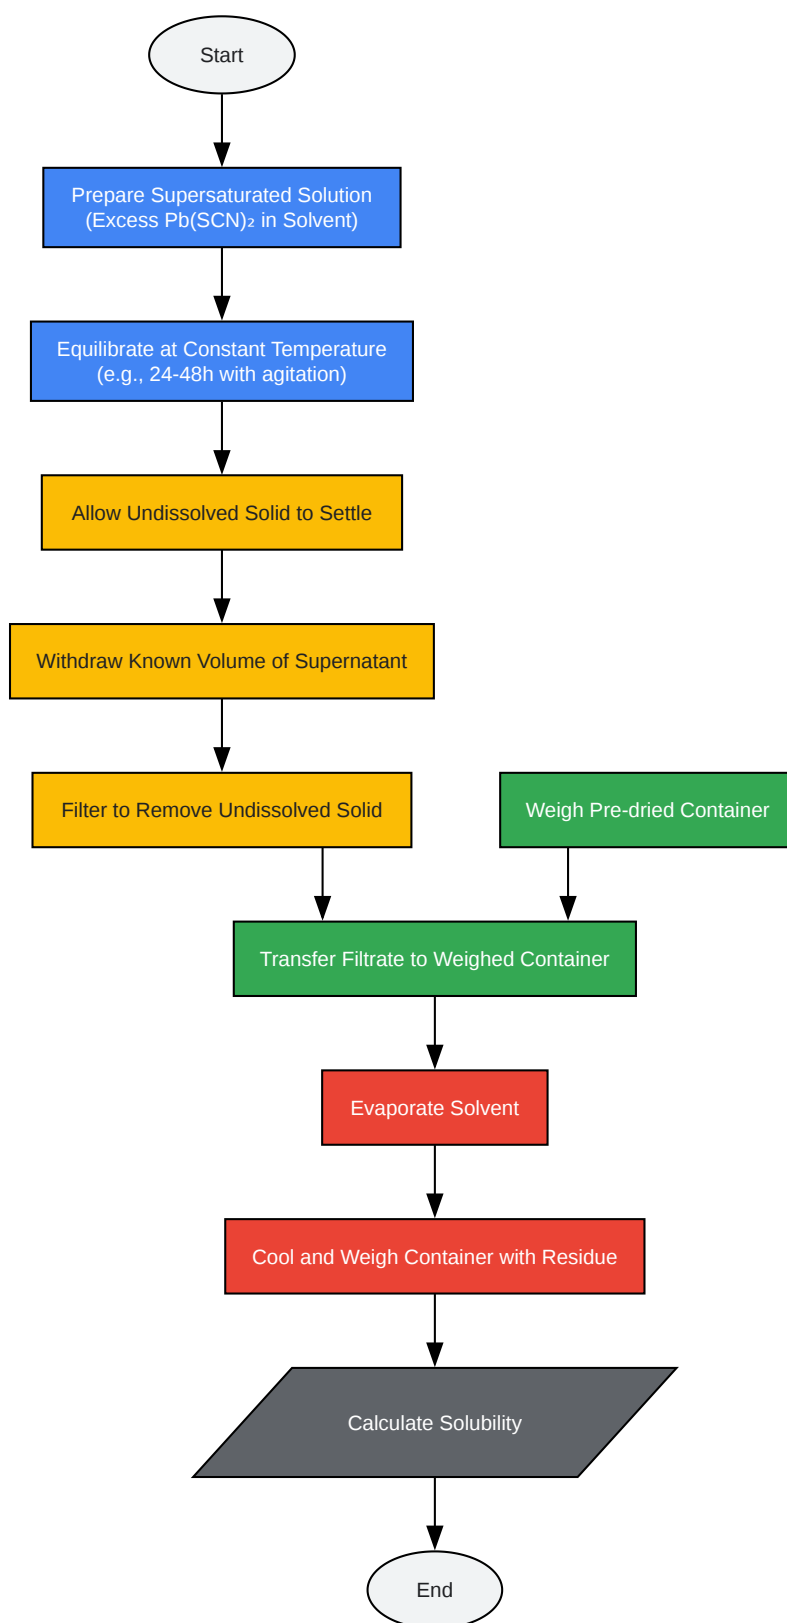 Start
Prepare Supersaturated Solution
(Excess Pb(SCN)₂ in Solvent)
Equilibrate at Constant Temperature
(e.g., 24-48h with agitation)
Allow Undissolved Solid to Settle
Withdraw Known Volume of Supernatant
Filter to Remove Undissolved Solid
Weigh Pre-dried Container
Transfer Filtrate to Weighed Container
Evaporate Solvent
Cool and Weigh Container with Residue
Calculate Solubility
End